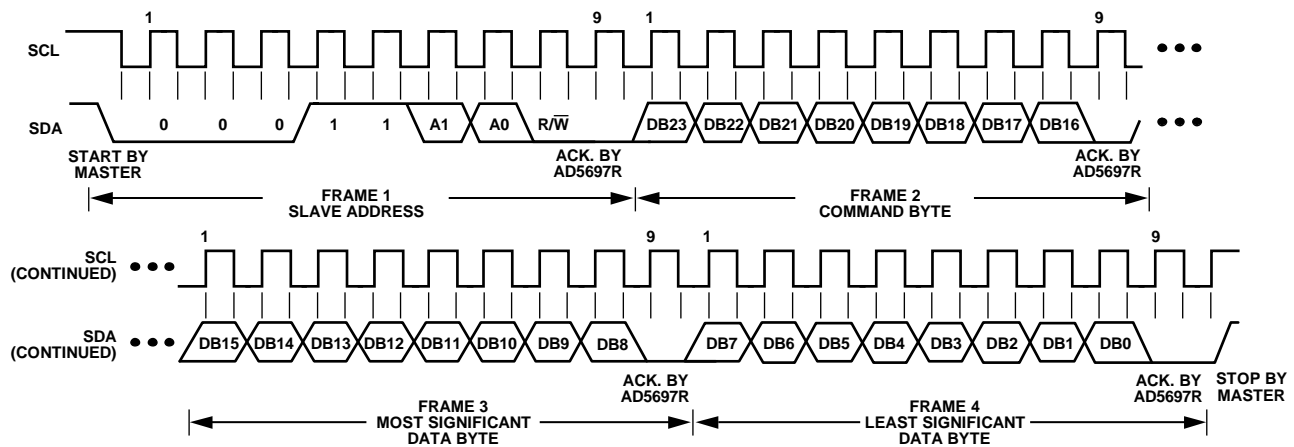 1 9 1 9
SCL
SDA 0 0 0 1 1 A1 A0 R/W̅ DB23 DB22 DB21 DB20 DB19 DB18 DB17 DB16
START BY
MASTER
ACK. BY
AD5697R
ACK. BY
AD5697R
FRAME 1
SLAVE ADDRESS
FRAME 2
COMMAND BYTE
1 9 1 9
SCL
(CONTINUED)
SDA
(CONTINUED)
DB15 DB14 DB13 DB12 DB11 DB10 DB9 DB8 DB7 DB6 DB5 DB4 DB3 DB2 DB1 DB0
ACK. BY
AD5697R
ACK. BY
AD5697R
STOP BY
MASTER
FRAME 3
MOST SIGNIFICANT
DATA BYTE
FRAME 4
LEAST SIGNIFICANT
DATA BYTE